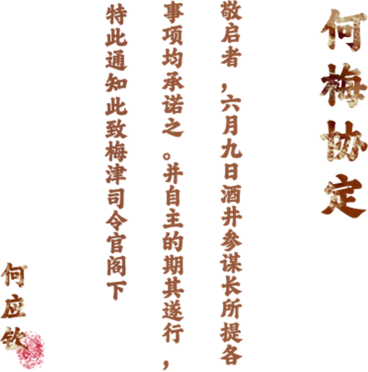 何梅协定
敬启者，六月九日酒井参谋长所提各
事项均承诺之。并自主的期其遂行，
特此通知此致梅津司令官阁下
何应钦